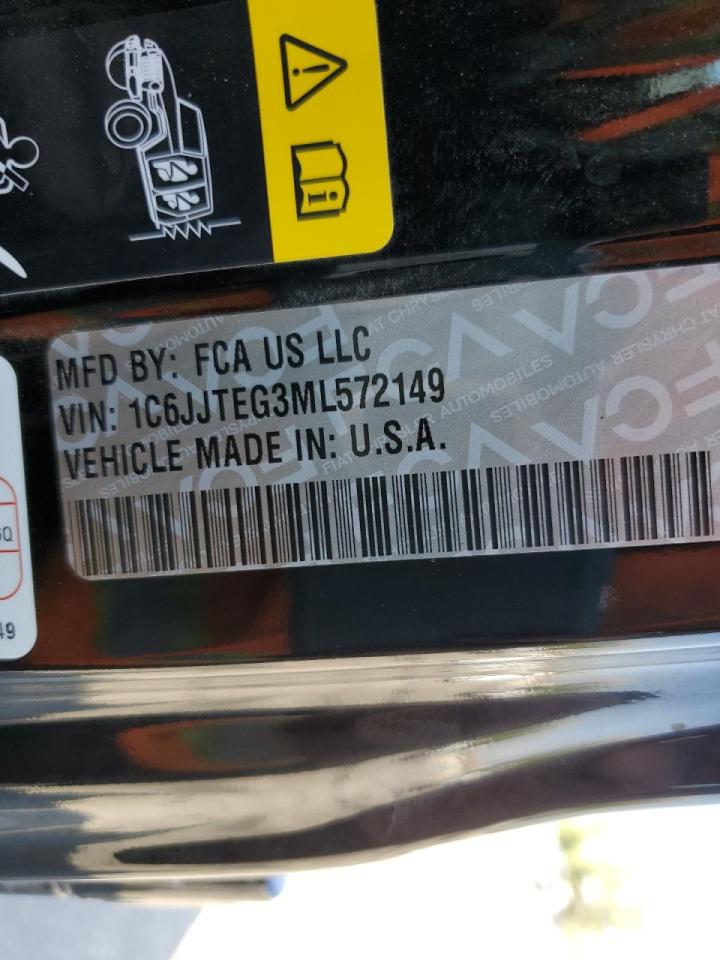 MFD BY: FCA US LLC
VIN: 1C6JJTEG3ML572149
VEHICLE MADE IN: U.S.A.